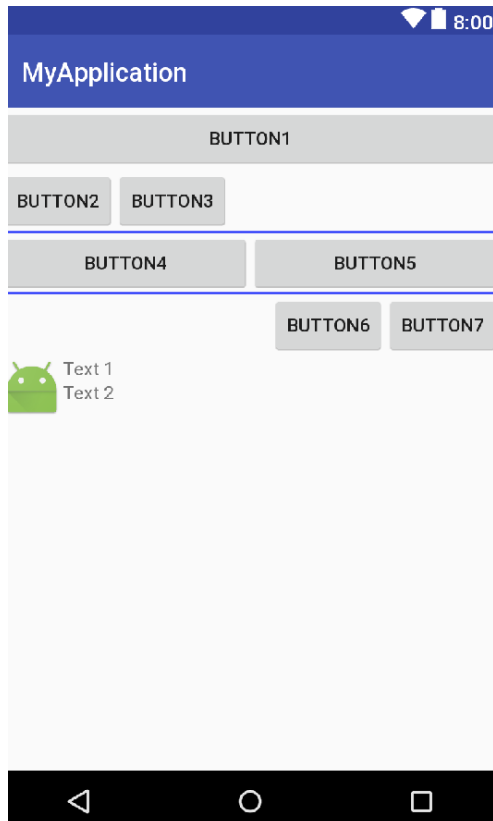 8:00
MyApplication
BUTTON1
BUTTON2 BUTTON3
BUTTON4 BUTTON5
BUTTON6 BUTTON7
Text 1
Text 2